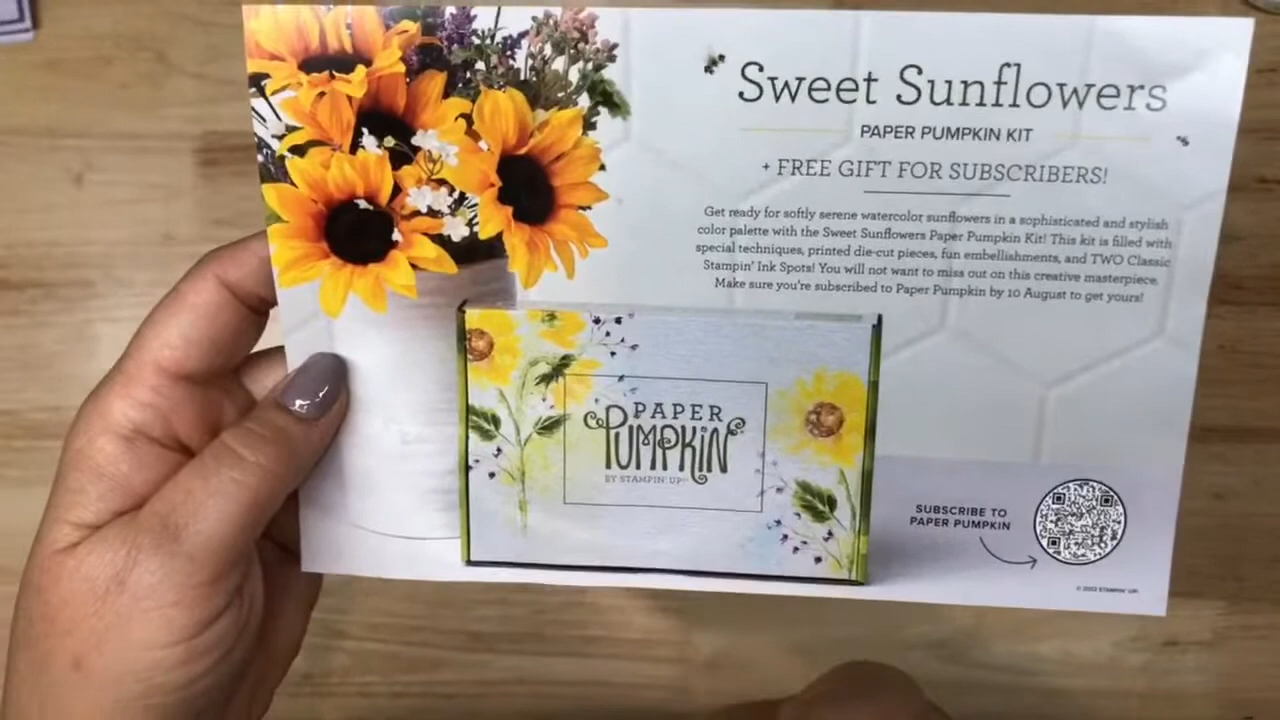 Sweet Sunflowers
PAPER PUMPKIN KIT
+ FREE GIFT FOR SUBSCRIBERS!
Get ready for softly serene watercolor sunflowers in a sophisticated and stylish
color palette with the Sweet Sunflowers Paper Pumpkin Kit! This kit is filled with
special techniques, printed die-cut pieces, fun embellishments, and TWO Classic
Stampin' Ink Spots! You will not want to miss out on this creative masterpiece.
Make sure you're subscribed to Paper Pumpkin by 10 August to get yours!
PAPER
PUMPKIN
BY STAMPIN' UP!
SUBSCRIBE TO
PAPER PUMPKIN
© 2022 STAMPIN' UP!